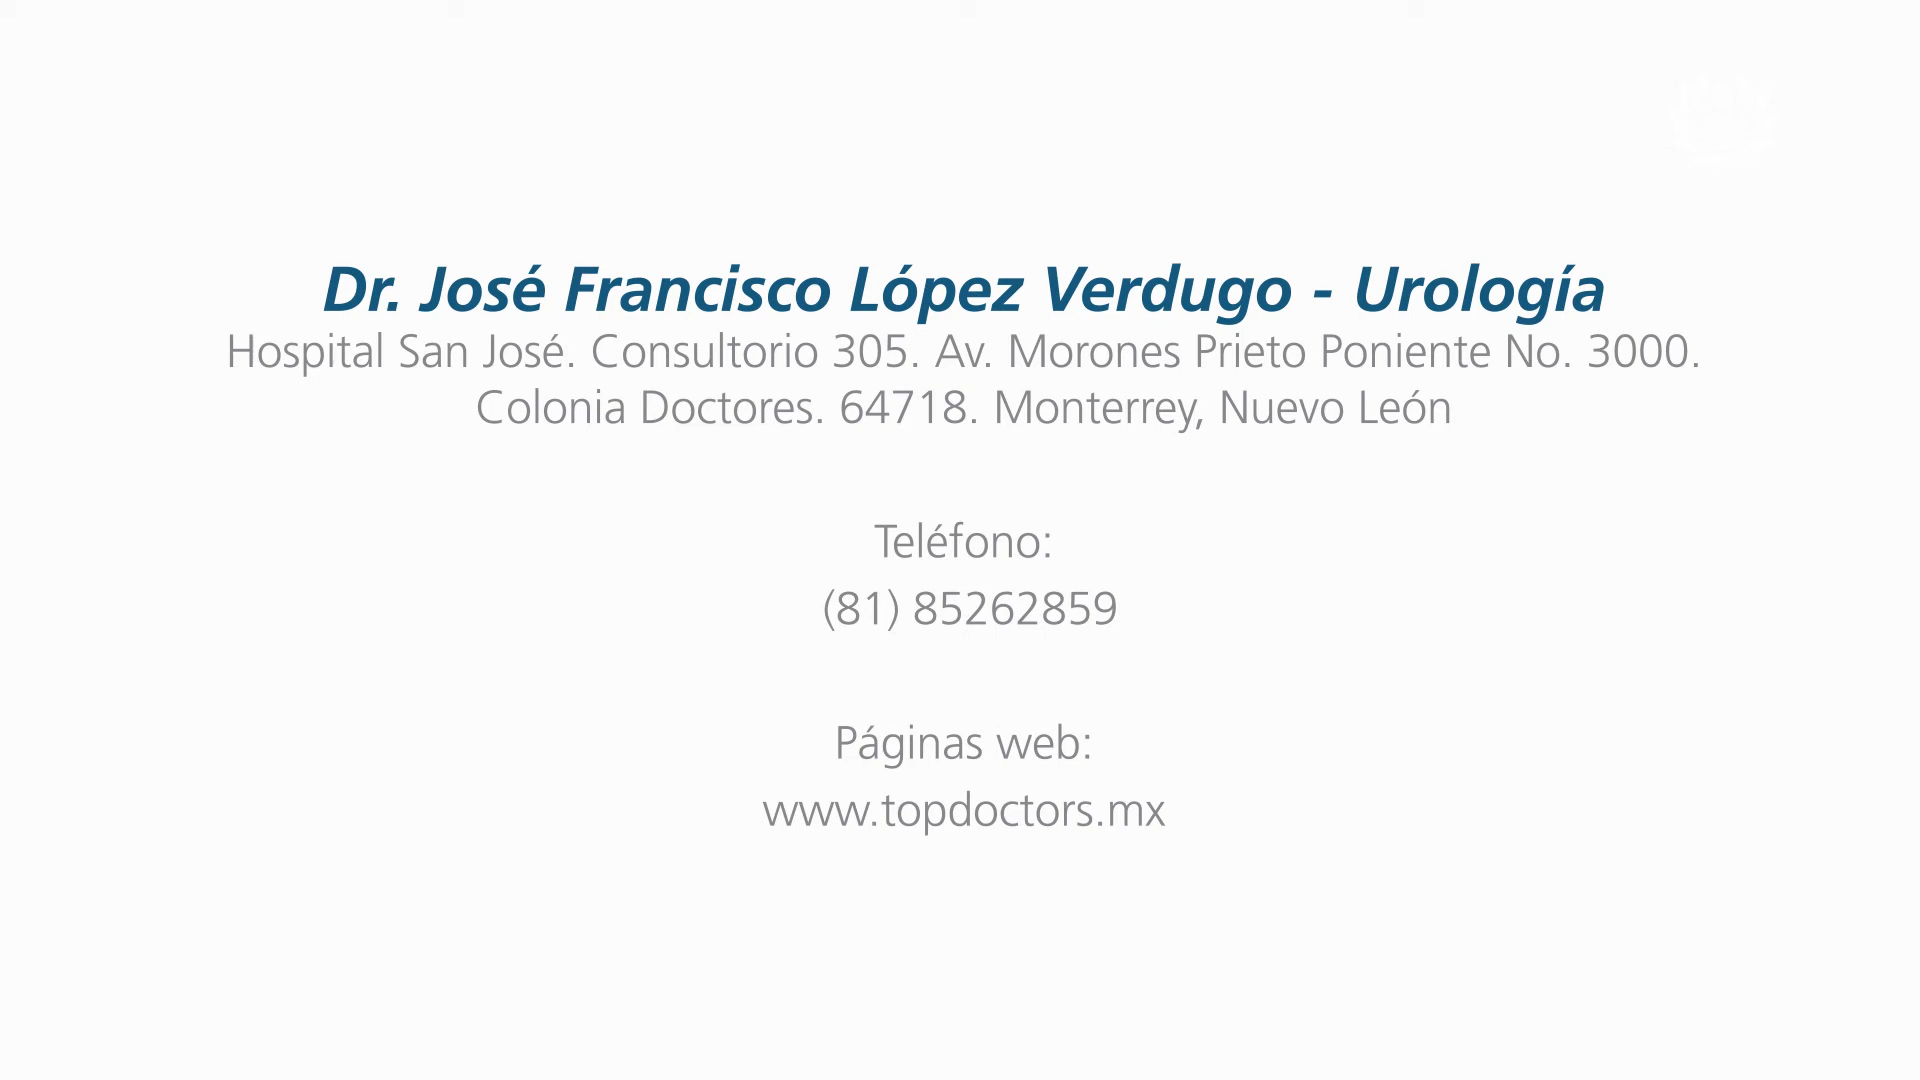 Dr. José Francisco López Verdugo - Urología
Hospital San José. Consultorio 305. Av. Morones Prieto Poniente No. 3000.
Colonia Doctores. 64718. Monterrey, Nuevo León
Teléfono:
(81) 85262859
Páginas web:
www.topdoctors.mx